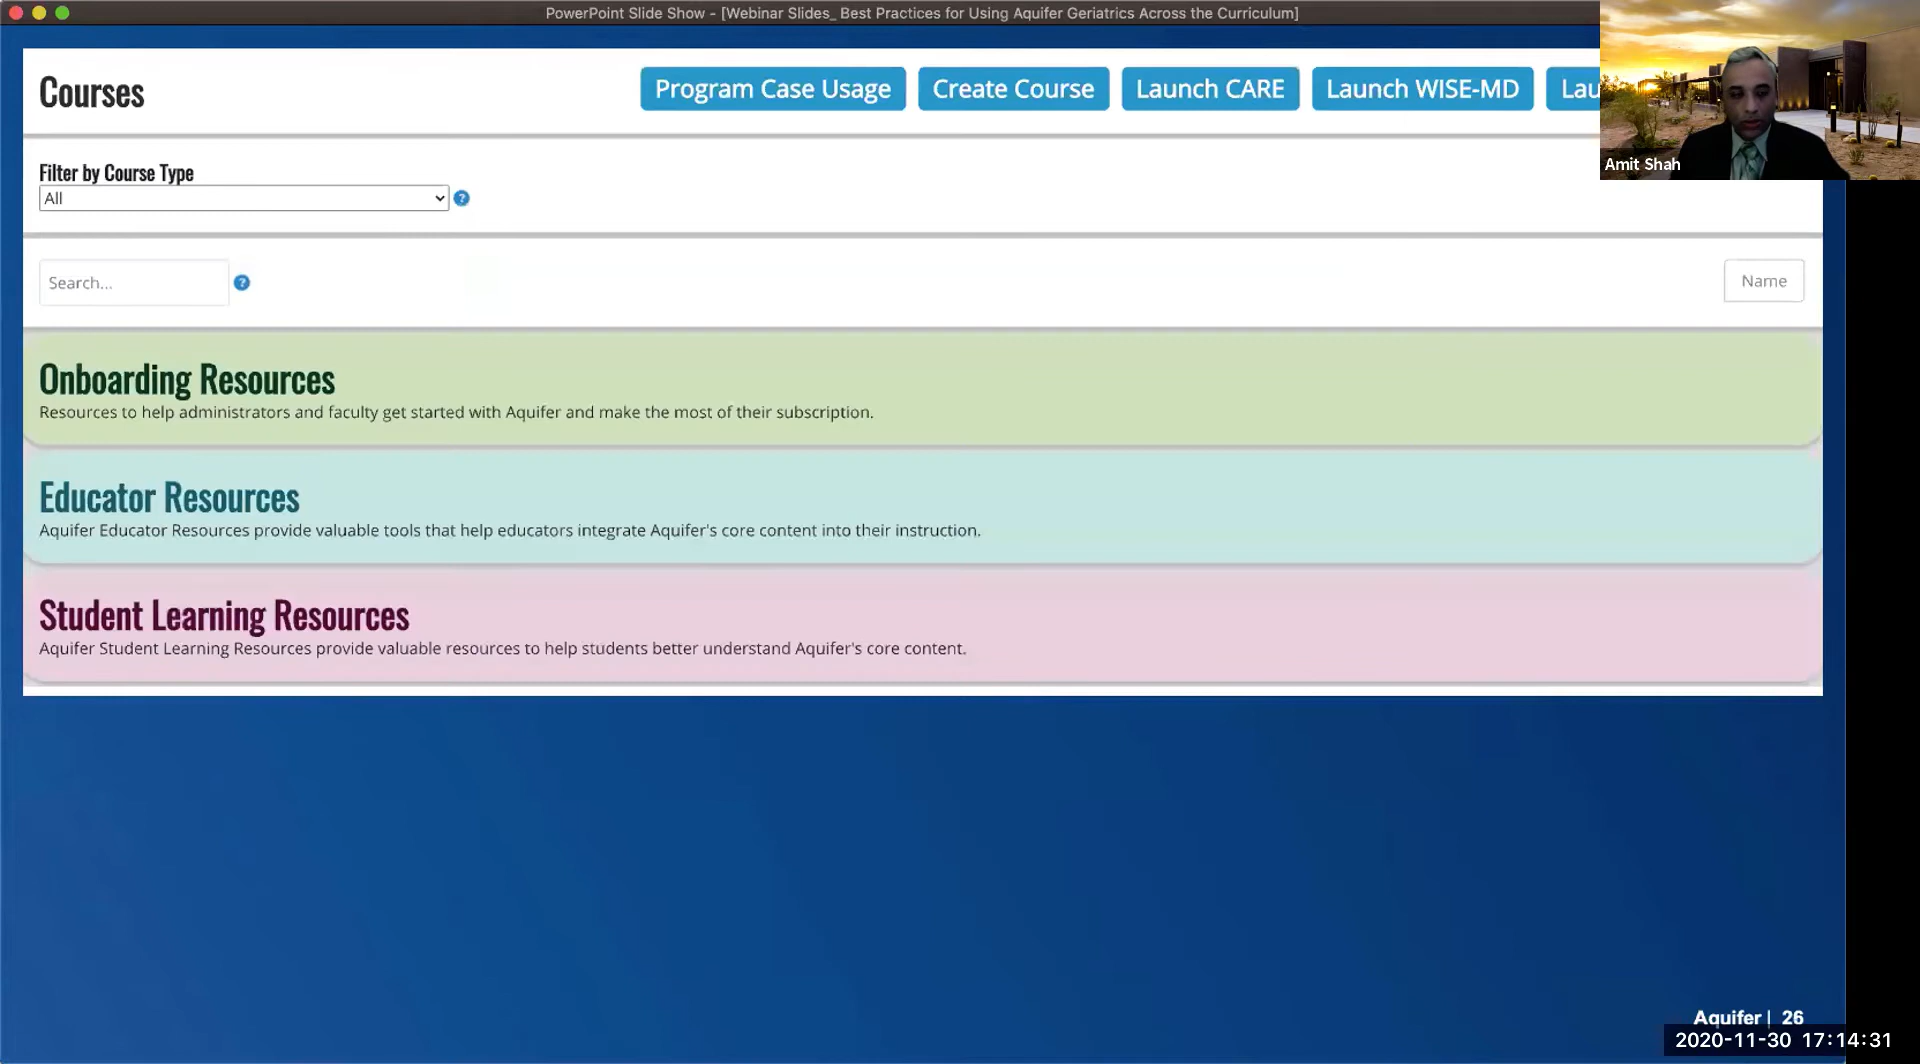 PowerPoint Slide Show - [Webinar Slides_ Best Practices for Using Aquifer Geriatrics Across the Curriculum]
Courses
Program Case Usage
Create Course
Launch CARE
Launch WISE-MD
Lau
Amit Shah
Filter by Course Type
All
?
Search...
?
Name
Onboarding Resources
Resources to help administrators and faculty get started with Aquifer and make the most of their subscription.
Educator Resources
Aquifer Educator Resources provide valuable tools that help educators integrate Aquifer's core content into their instruction.
Student Learning Resources
Aquifer Student Learning Resources provide valuable resources to help students better understand Aquifer's core content.
Aquifer | 26
2020-11-30 17:14:31